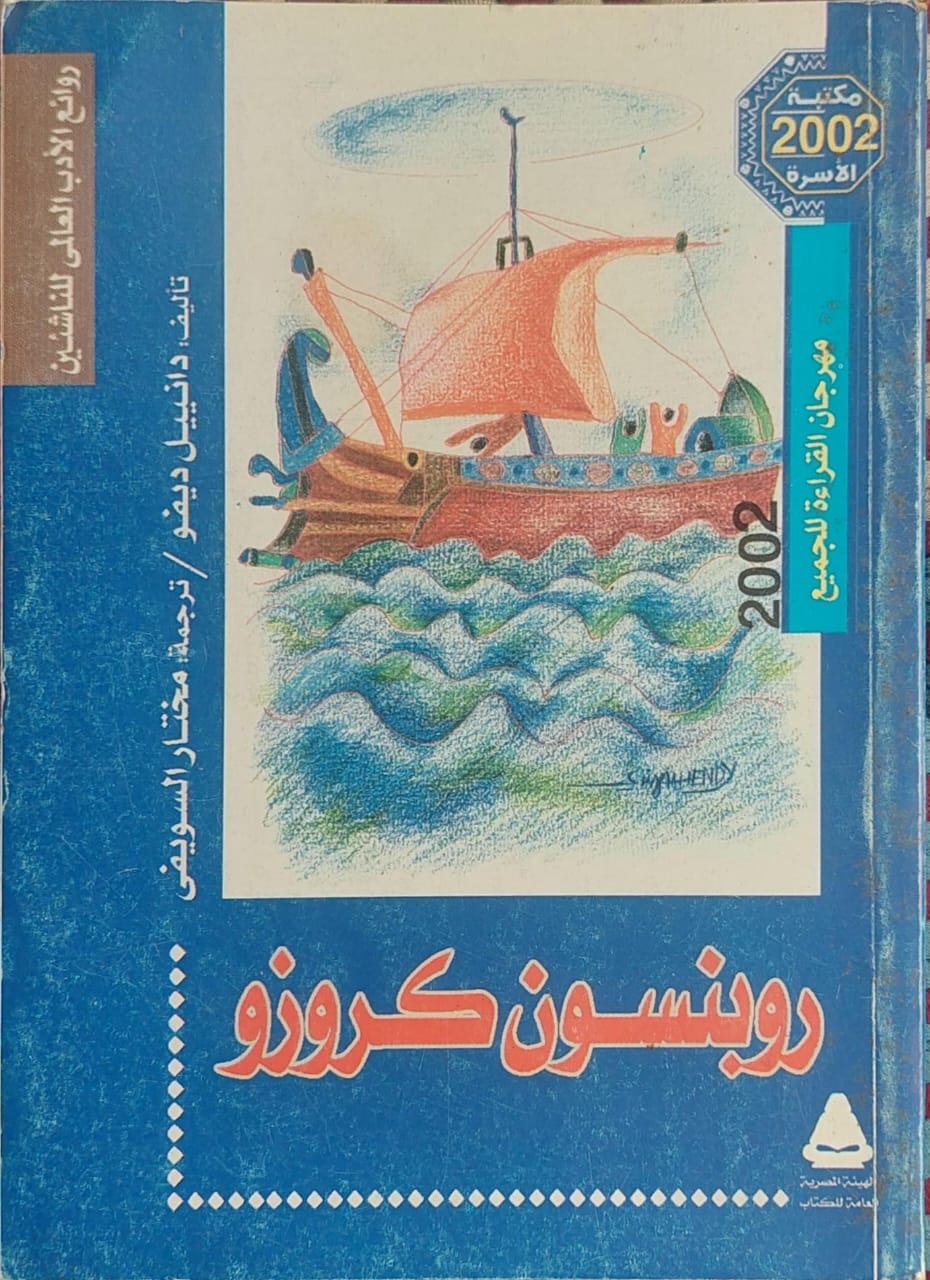 مكتبة
2002
الأسرة
مهرجان القراءة للجميع
2002
روائع الأدب العالمى للناشئين
تأليف: دانييل ديفو / ترجمة: مختار السويفى
روبنسون كروزو
الهيئة المصرية
العامة للكتاب